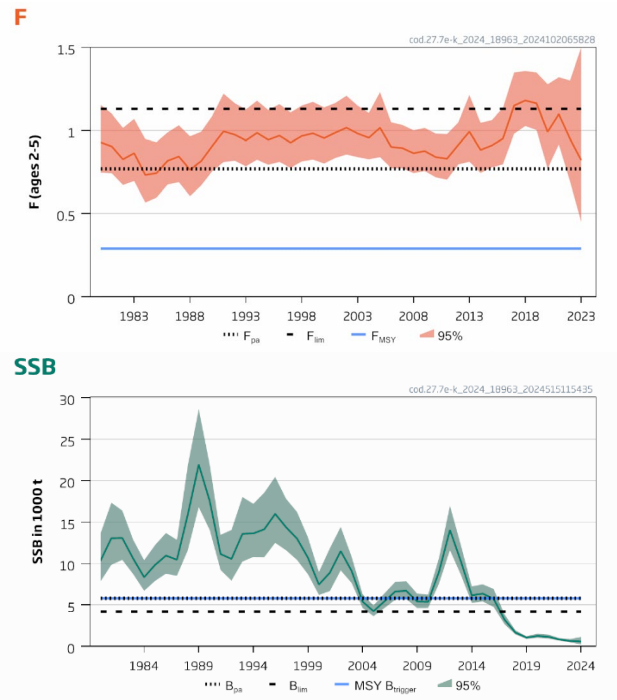 F
cod.27.7e-k_2024_18963_2024102065828
1.5
1
0.5
0
F (ages 2-5)
1983 1988 1993 1998 2003 2008 2013 2018 2023
Fpa Flim FMSY 95%
SSB
cod.27.7e-k_2024_18963_2024515115435
30
25
20
15
10
5
0
SSB in 1000 t
1984 1989 1994 1999 2004 2009 2014 2019 2024
Bpa Blim MSY Btrigger 95%